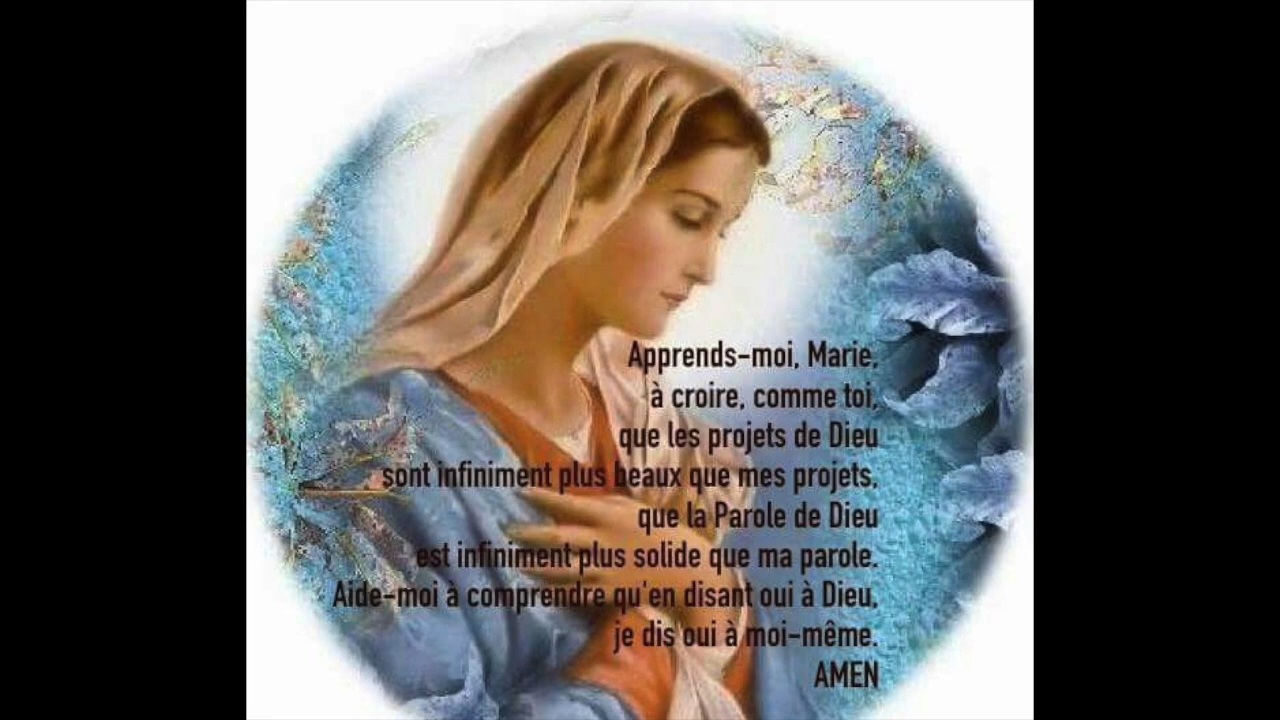 Apprends-moi, Marie,
à croire, comme toi,
que les projets de Dieu
sont infiniment plus beaux que mes projets,
que la Parole de Dieu
est infiniment plus solide que ma parole.
Aide-moi à comprendre qu'en disant oui à Dieu,
je dis oui à moi-même.
AMEN